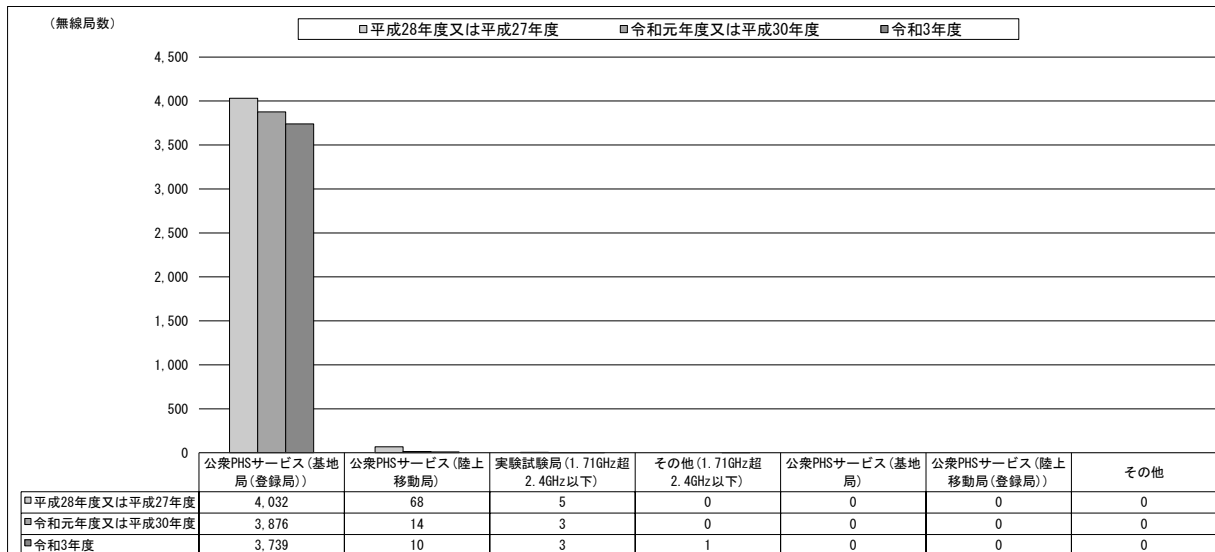 (無線局数)
□平成28年度又は平成27年度 ■令和元年度又は平成30年度 ■令和3年度
4,500
4,000
3,500
3,000
2,500
2,000
1,500
1,000
500
0
公衆PHSサービス(基地局(登録局)) 公衆PHSサービス(陸上移動局) 実験試験局(1.71GHz超2.4GHz以下) その他(1.71GHz超2.4GHz以下) 公衆PHSサービス(基地局) 公衆PHSサービス(陸上移動局(登録局)) その他
□平成28年度又は平成27年度 4,032 68 5 0 0 0 0
■令和元年度又は平成30年度 3,876 14 3 0 0 0 0
■令和3年度 3,739 10 3 1 0 0 0